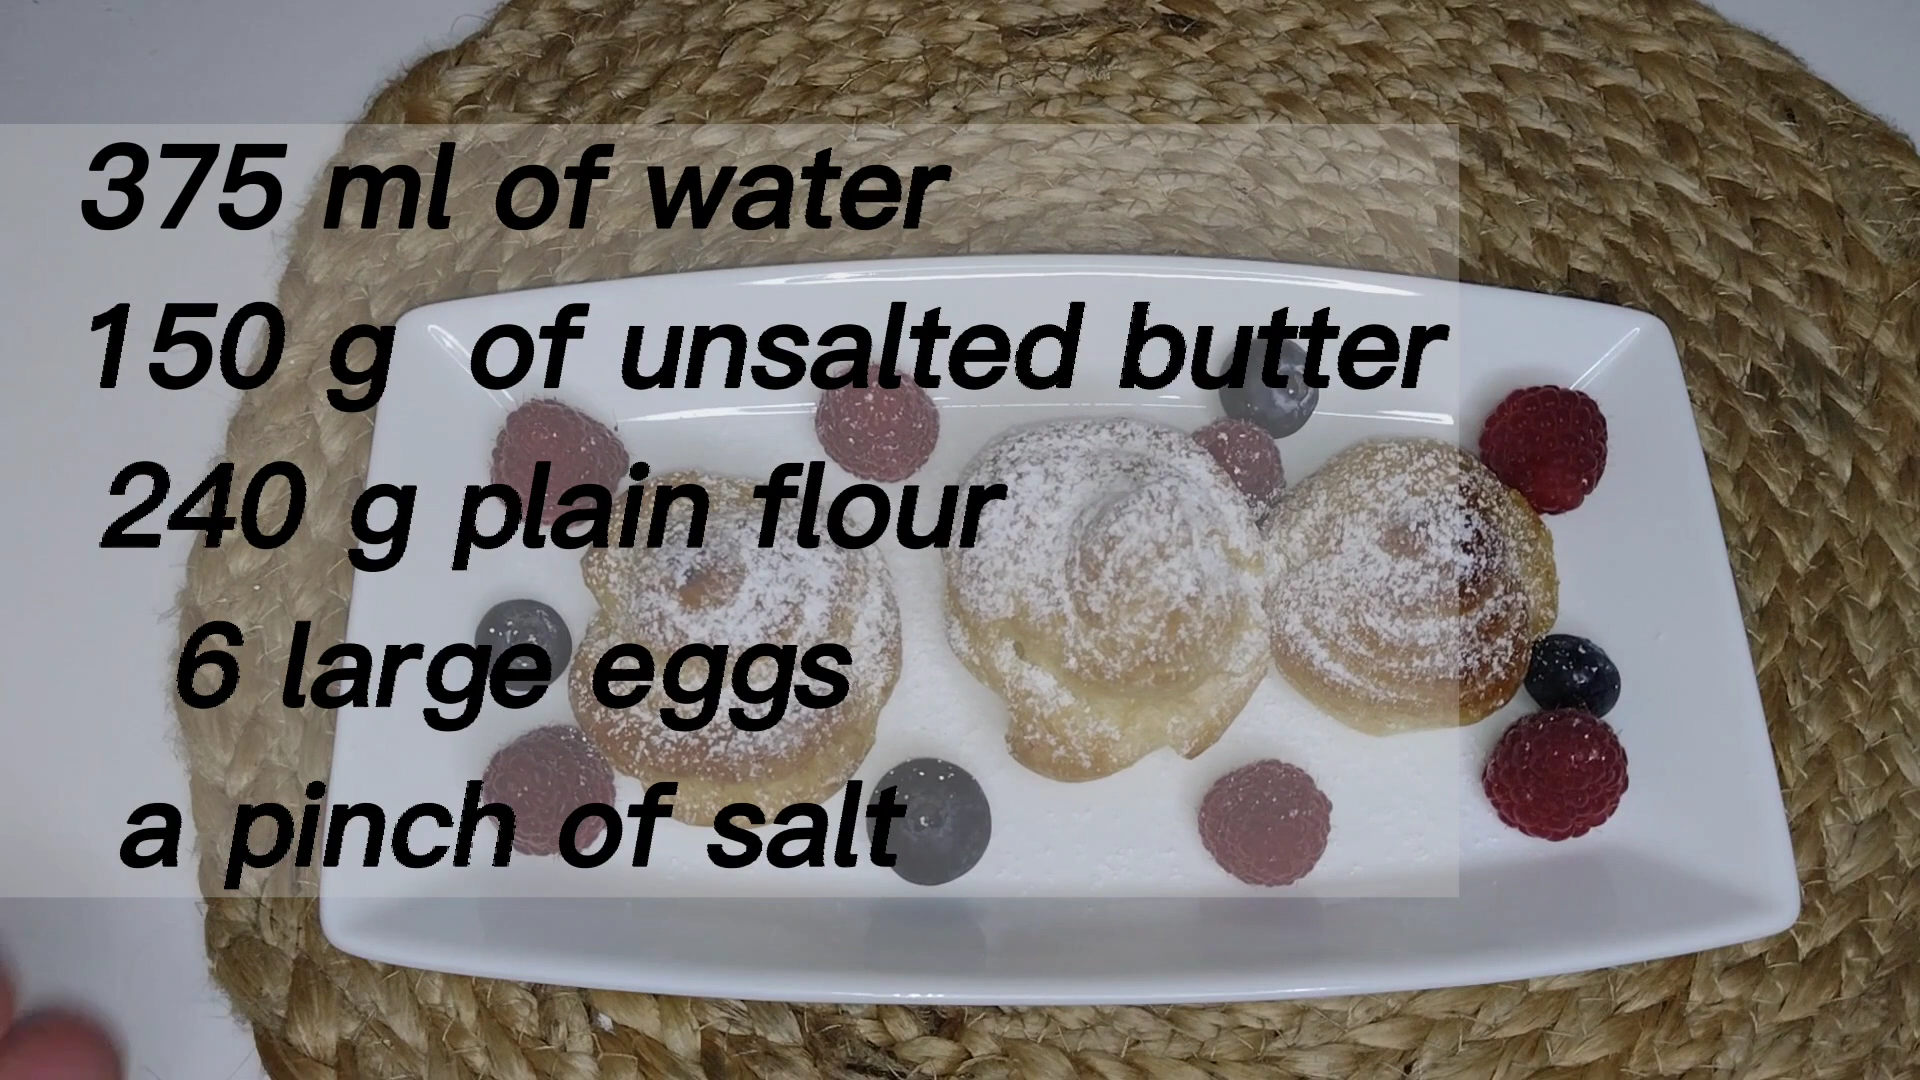 375 ml of water
150 g of unsalted butter
240 g plain flour
6 large eggs
a pinch of salt